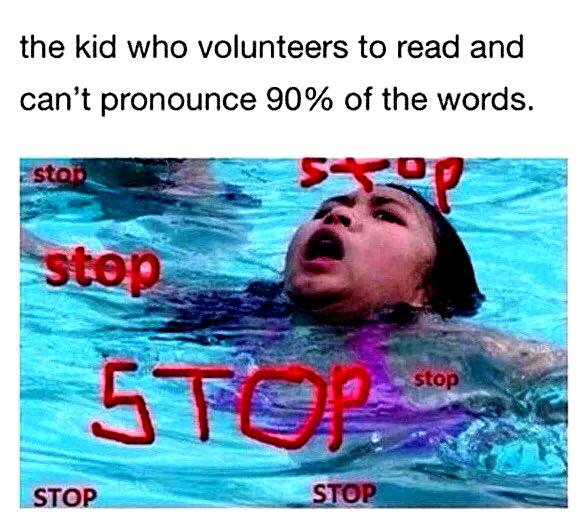 the kid who volunteers to read and
can't pronounce 90% of the words.
stop
stop
stop
STOP
stop
STOP
STOP